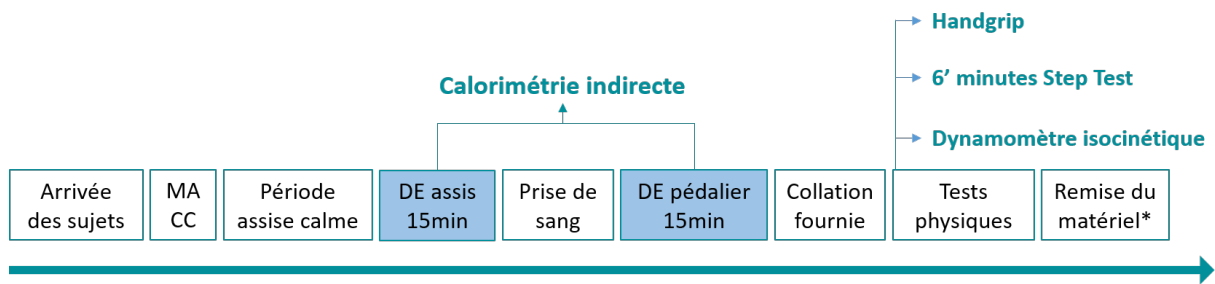 Handgrip
6’ minutes Step Test
Dynamomètre isocinétique
Calorimétrie indirecte
Arrivée
des sujets
MA
CC
Période
assise calme
DE assis
15min
Prise de
sang
DE pédalier
15min
Collation
fournie
Tests
physiques
Remise du
matériel*